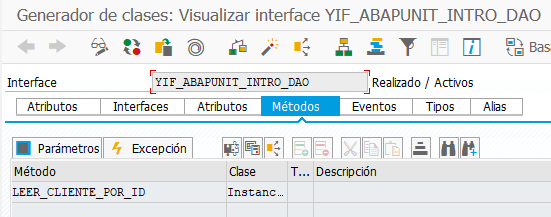 Generador de clases: Visualizar interface YIF_ABAPUNIT_INTRO_DAO
Bas
Interface YIF_ABAPUNIT_INTRO_DAO Realizado / Activos
Atributos Interfaces Atributos Métodos Eventos Tipos Alias
Parámetros Excepción
Método Clase T... Descripción
LEER_CLIENTE_POR_ID Instanc...